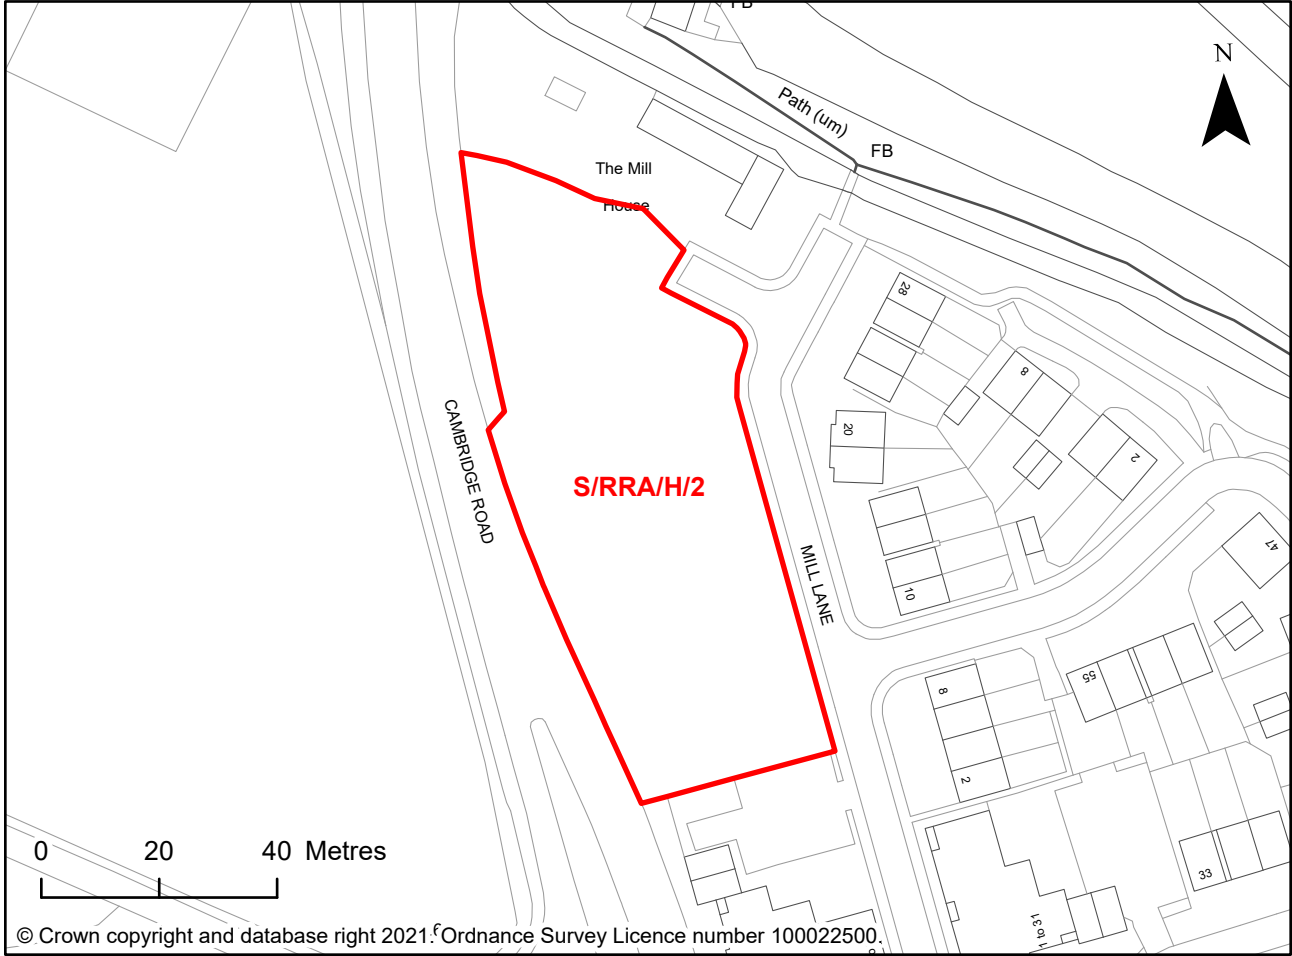 FB
N
Path (um)
FB
The Mill
House
28
8
20
2
CAMBRIDGE ROAD
S/RRA/H/2
47
MILL LANE
10
55
8
2
0 20 40 Metres
33
1 to 31
© Crown copyright and database right 2021. Ordnance Survey Licence number 100022500.